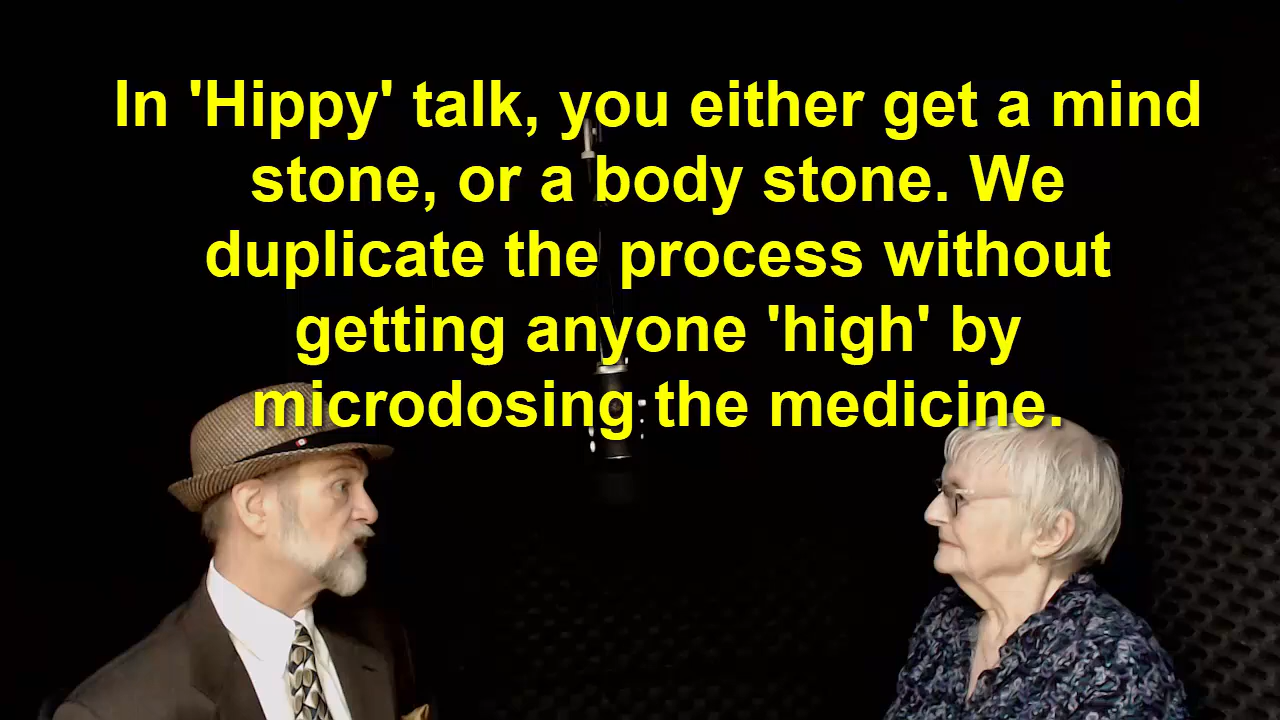 In 'Hippy' talk, you either get a mind
stone, or a body stone. We
duplicate the process without
getting anyone 'high' by
microdosing the medicine.